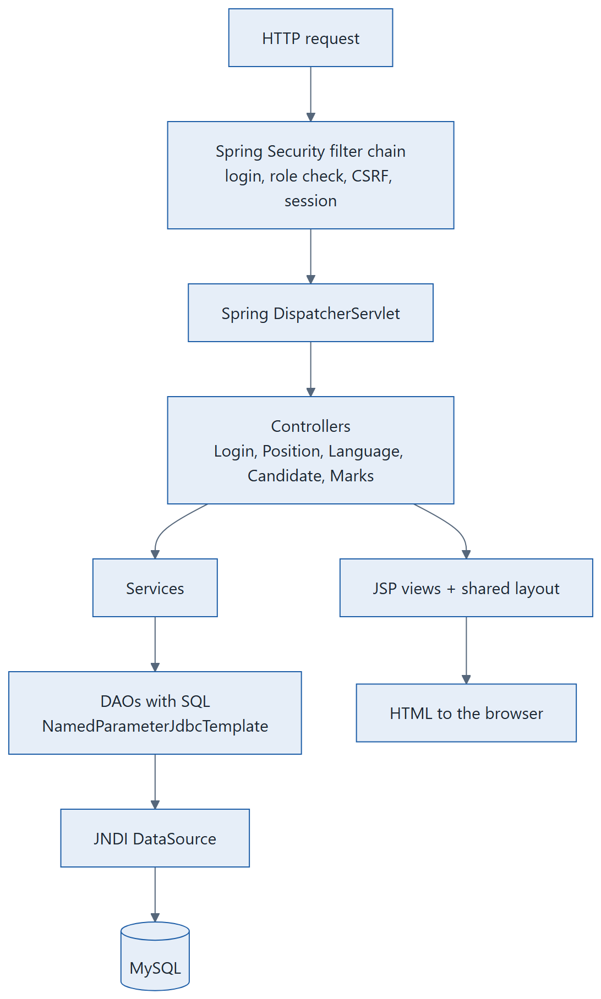 HTTP request
Spring Security filter chain
login, role check, CSRF,
session
Spring DispatcherServlet
Controllers
Login, Position, Language,
Candidate, Marks
Services
JSP views + shared layout
DAOs with SQL
NamedParameterJdbcTemplate
HTML to the browser
JNDI DataSource
MySQL